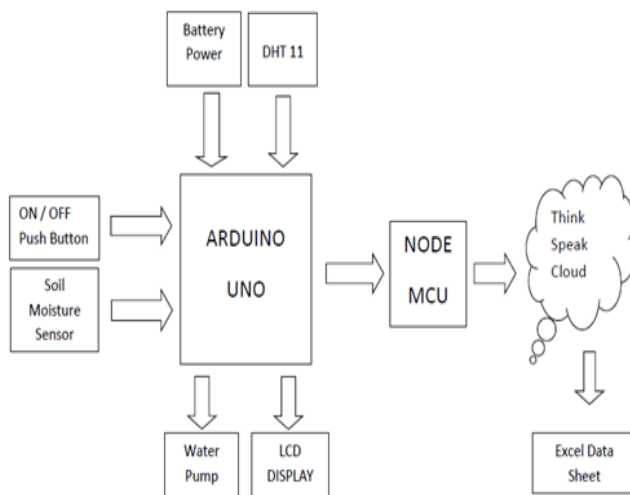 Battery
Power
DHT 11
ON / OFF
Push Button
Soil
Moisture
Sensor
ARDUINO
UNO
NODE
MCU
Think
Speak
Cloud
Water
Pump
LCD
DISPLAY
Excel Data
Sheet